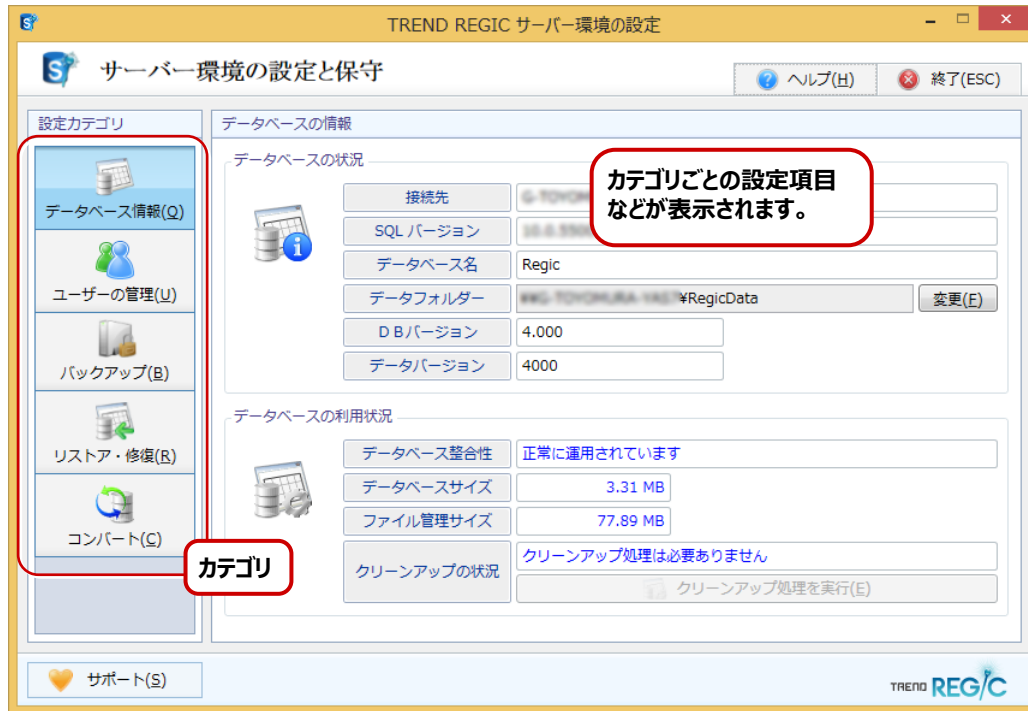 TREND REGIC サーバー環境の設定
サーバー環境の設定と保守
ヘルプ(H)
終了(ESC)
設定カテゴリ
データベース情報(Q)
ユーザーの管理(U)
バックアップ(B)
リストア・修復(R)
コンバート(C)
カテゴリ
データベースの情報
データベースの状況
カテゴリごとの設定項目
などが表示されます。
接続先
SQL バージョン
データベース名 Regic
データフォルダー ¥RegicData 変更(F)
ＤＢバージョン 4.000
データバージョン 4000
データベースの利用状況
データベース整合性 正常に運用されています
データベースサイズ 3.31 MB
ファイル管理サイズ 77.89 MB
クリーンアップの状況 クリーンアップ処理は必要ありません
クリーンアップ処理を実行(E)
サポート(S)
TREND REGIC